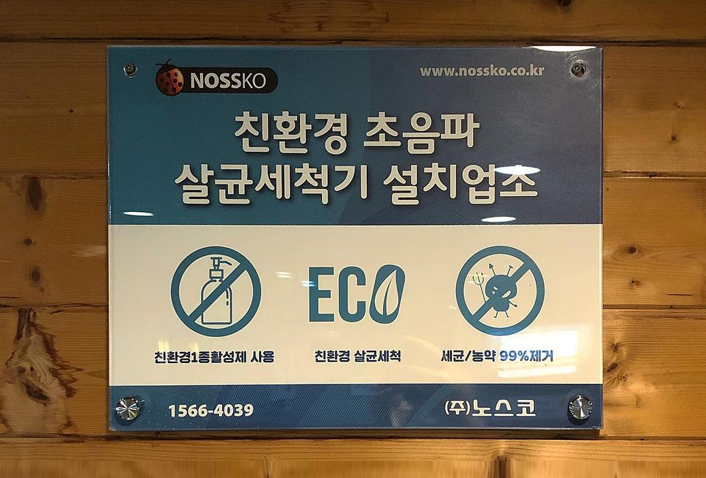 NOSSKO
www.nossko.co.kr
친환경 초음파
살균세척기 설치업소
ECO
친환경1종활성제 사용
친환경 살균세척
세균/농약 99%제거
1566-4039
(주)노스코